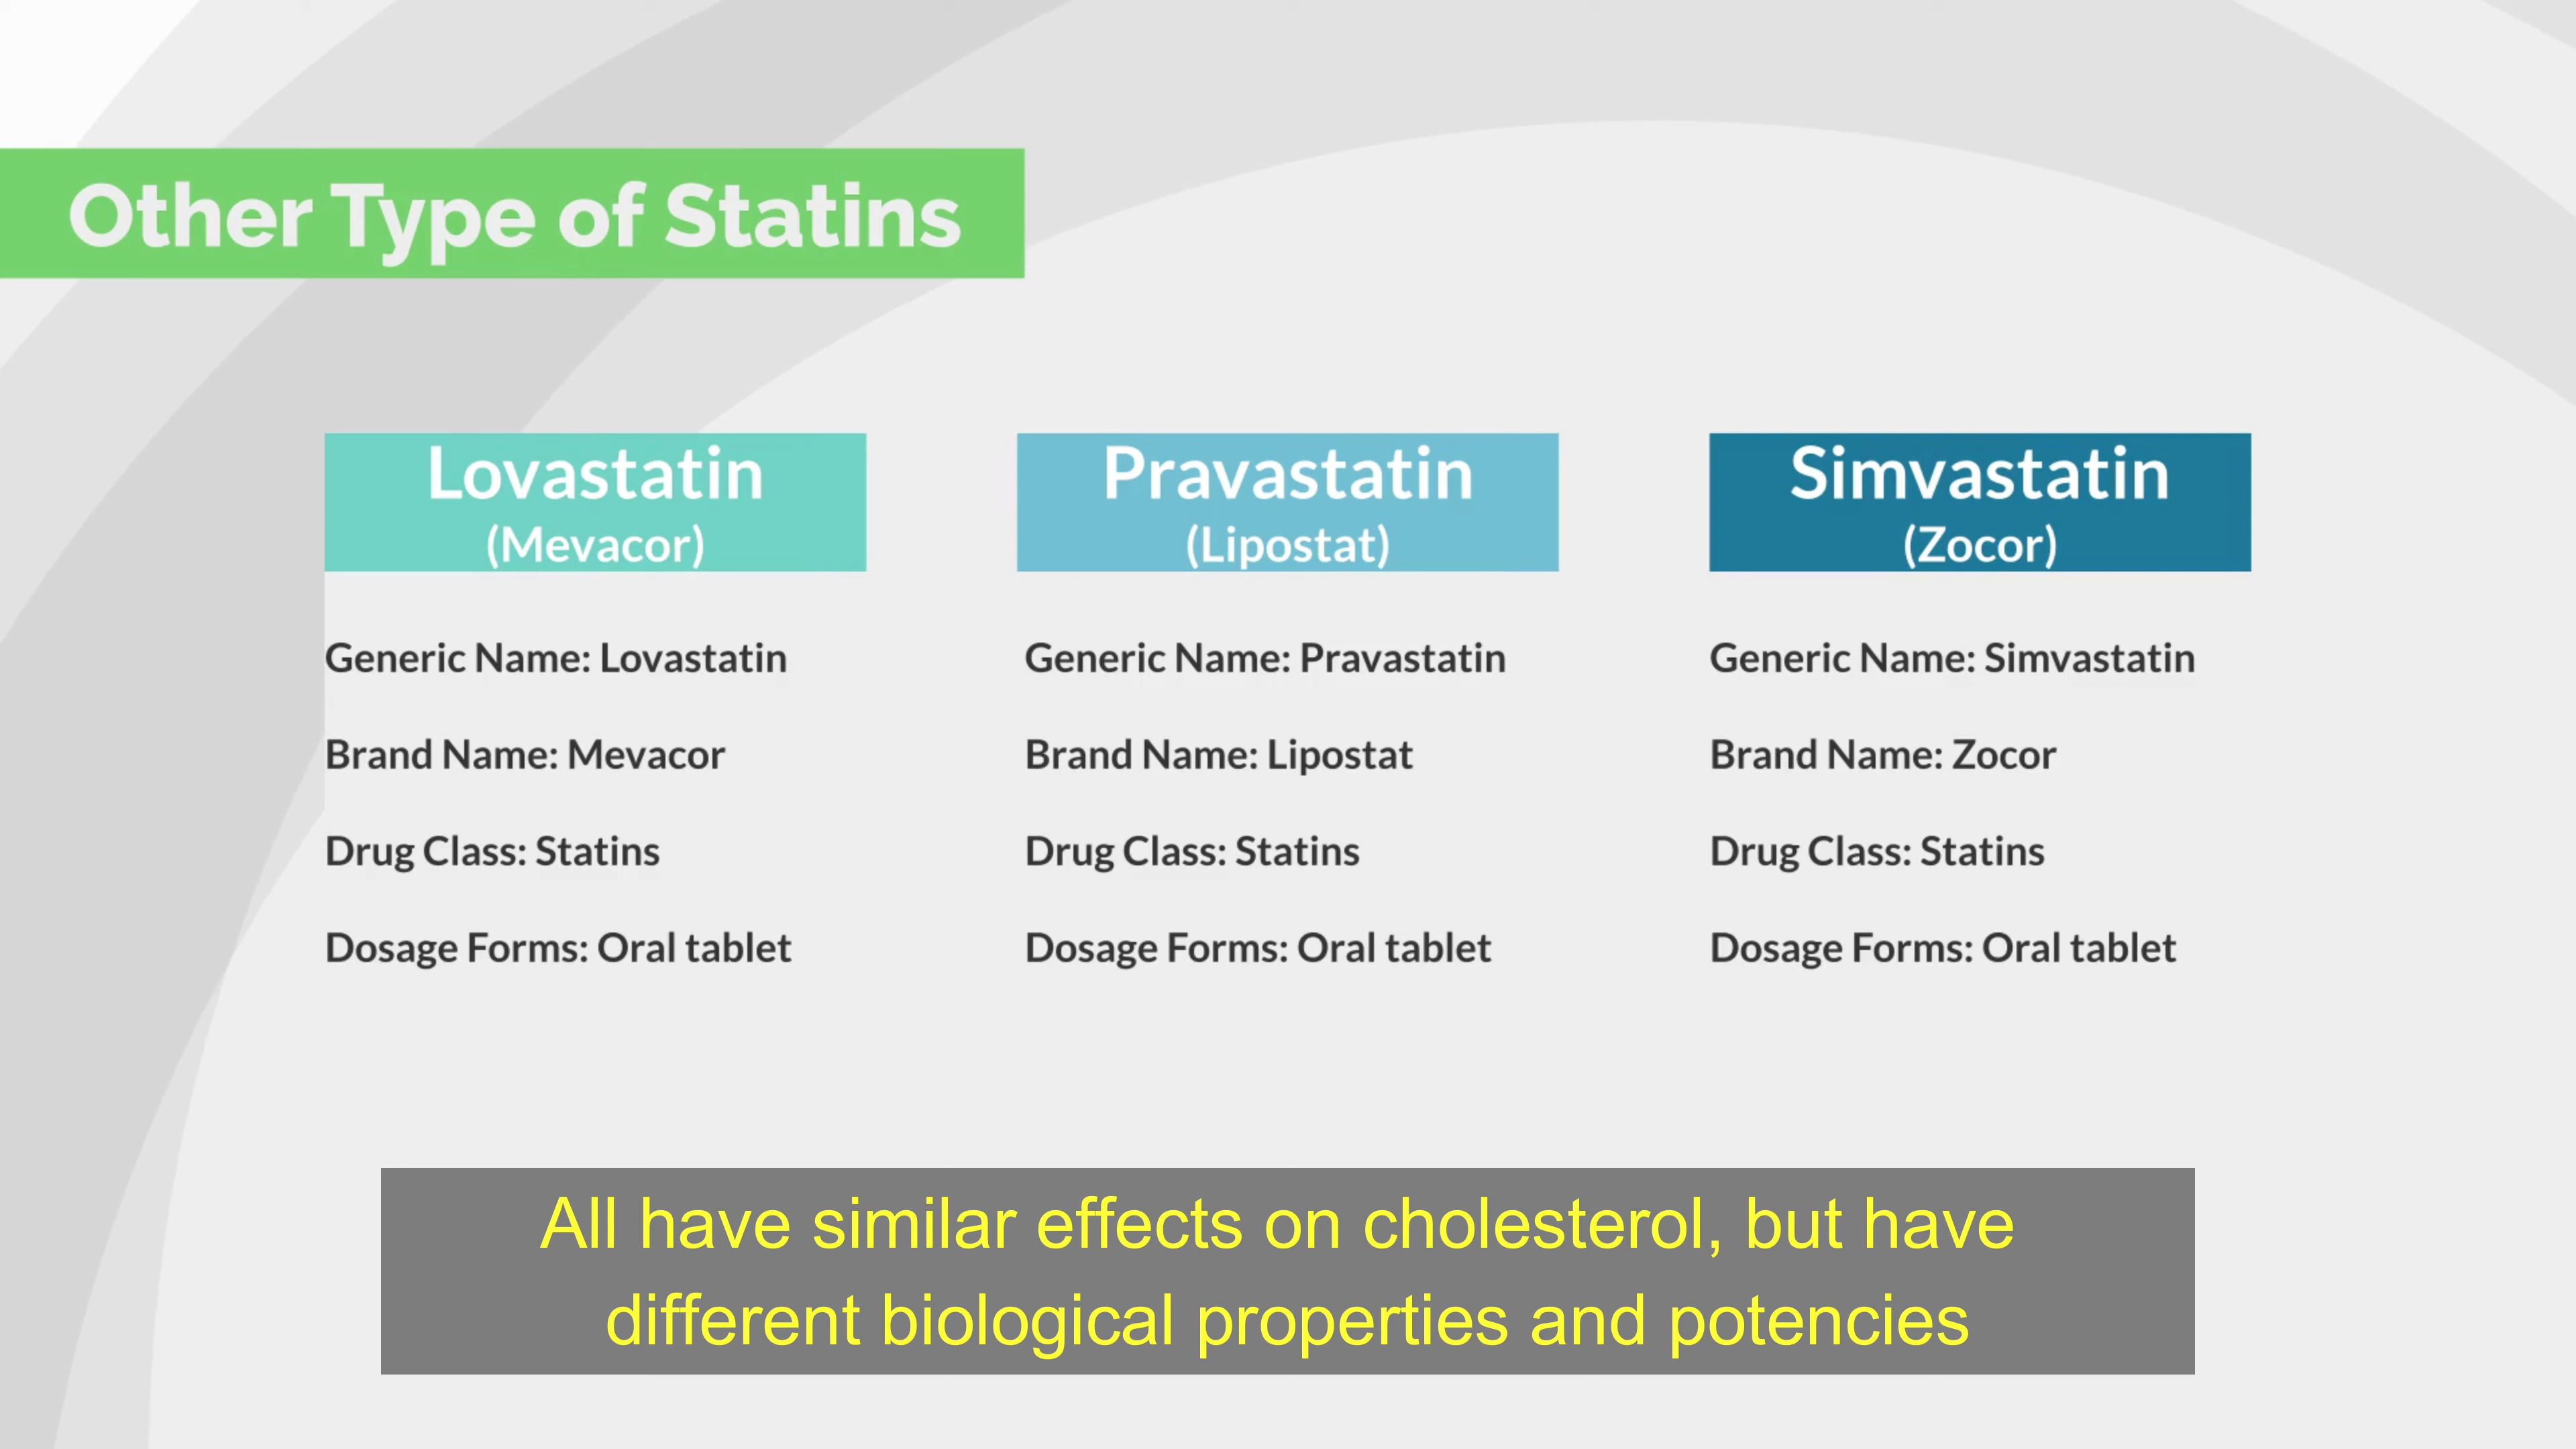 Other Type of Statins
Lovastatin
(Mevacor)
Generic Name: Lovastatin
Brand Name: Mevacor
Drug Class: Statins
Dosage Forms: Oral tablet
Pravastatin
(Lipostat)
Generic Name: Pravastatin
Brand Name: Lipostat
Drug Class: Statins
Dosage Forms: Oral tablet
Simvastatin
(Zocor)
Generic Name: Simvastatin
Brand Name: Zocor
Drug Class: Statins
Dosage Forms: Oral tablet
All have similar effects on cholesterol, but have
different biological properties and potencies